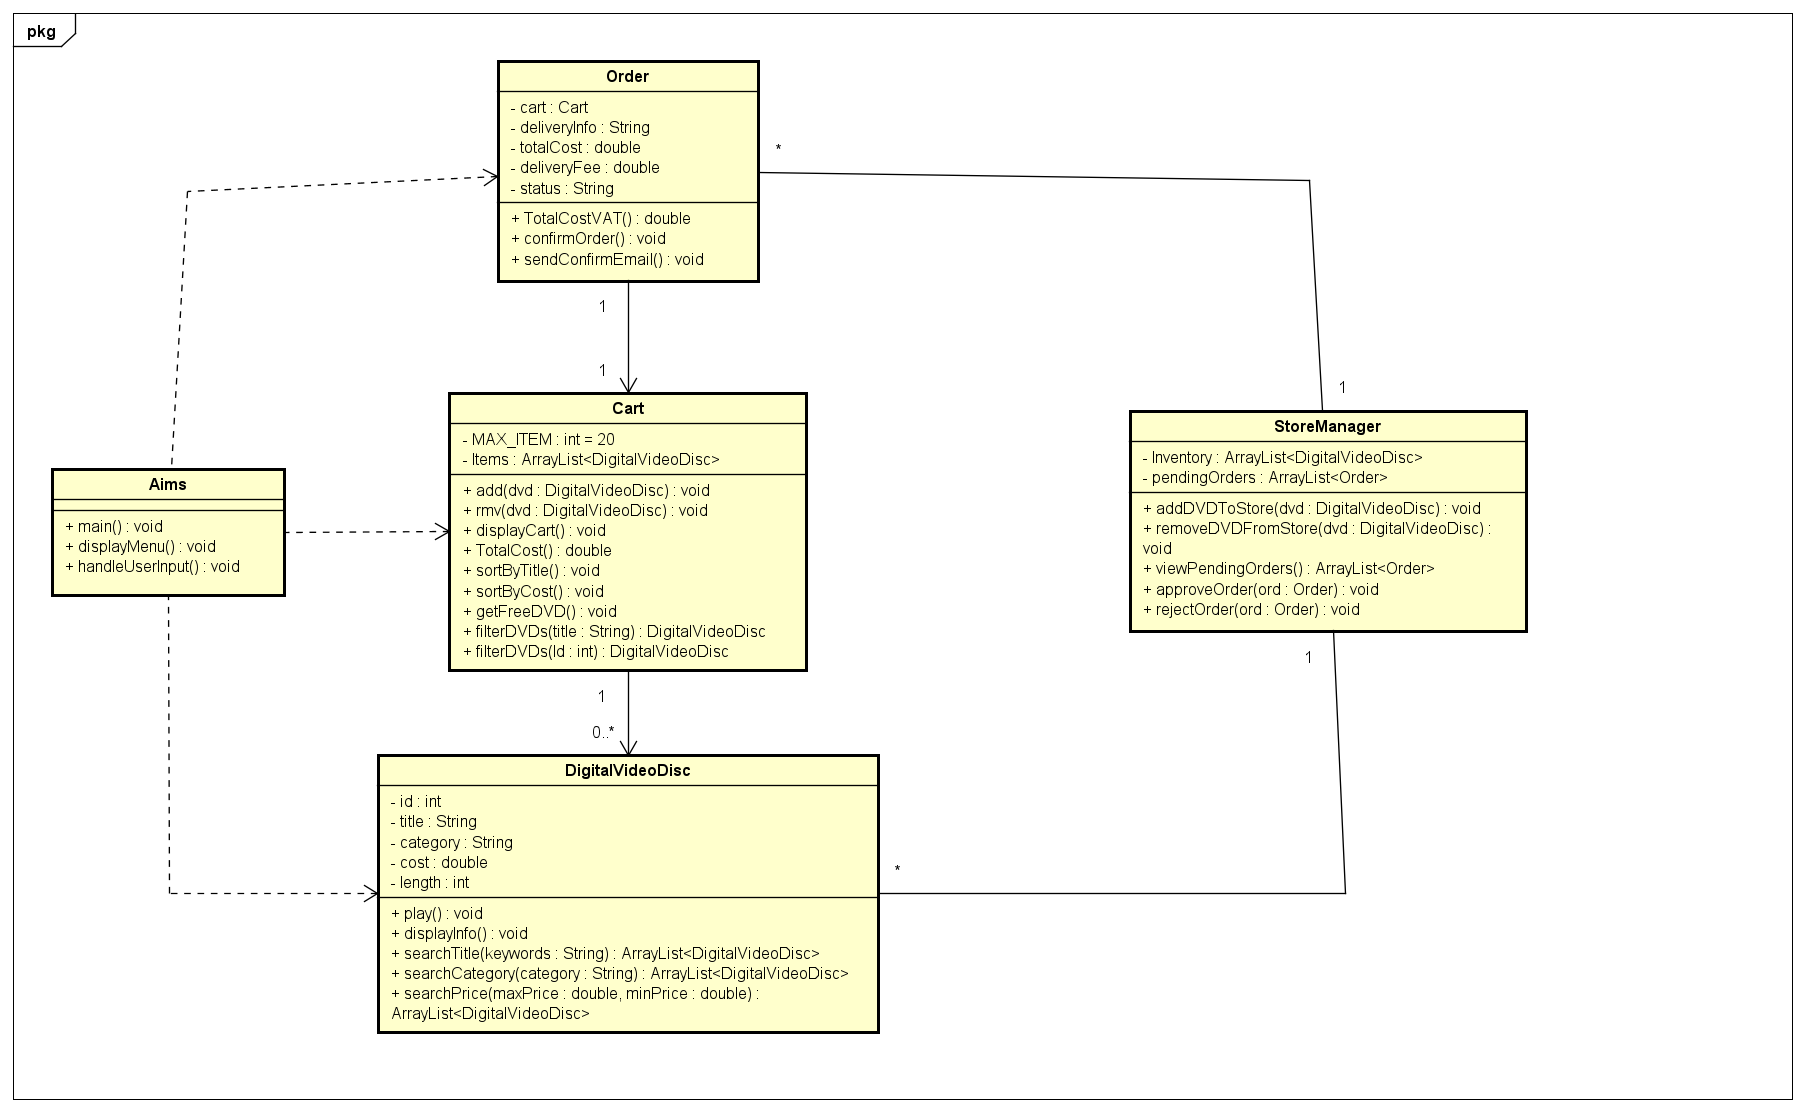 pkg
Order
- cart : Cart
- deliveryInfo : String
- totalCost : double
- deliveryFee : double
- status : String
+ TotalCostVAT() : double
+ confirmOrder() : void
+ sendConfirmEmail() : void
*
1
1
1
Cart
- MAX_ITEM : int = 20
- Items : ArrayList<DigitalVideoDisc>
+ add(dvd : DigitalVideoDisc) : void
+ rmv(dvd : DigitalVideoDisc) : void
+ displayCart() : void
+ TotalCost() : double
+ sortByTitle() : void
+ sortByCost() : void
+ getFreeDVD() : void
+ filterDVDs(title : String) : DigitalVideoDisc
+ filterDVDs(Id : int) : DigitalVideoDisc
StoreManager
- Inventory : ArrayList<DigitalVideoDisc>
- pendingOrders : ArrayList<Order>
+ addDVDToStore(dvd : DigitalVideoDisc) : void
+ removeDVDFromStore(dvd : DigitalVideoDisc) :
void
+ viewPendingOrders() : ArrayList<Order>
+ approveOrder(ord : Order) : void
+ rejectOrder(ord : Order) : void
Aims
+ main() : void
+ displayMenu() : void
+ handleUserInput() : void
1
1
0..*
*
DigitalVideoDisc
- id : int
- title : String
- category : String
- cost : double
- length : int
+ play() : void
+ displayInfo() : void
+ searchTitle(keywords : String) : ArrayList<DigitalVideoDisc>
+ searchCategory(category : String) : ArrayList<DigitalVideoDisc>
+ searchPrice(maxPrice : double, minPrice : double) :
ArrayList<DigitalVideoDisc>